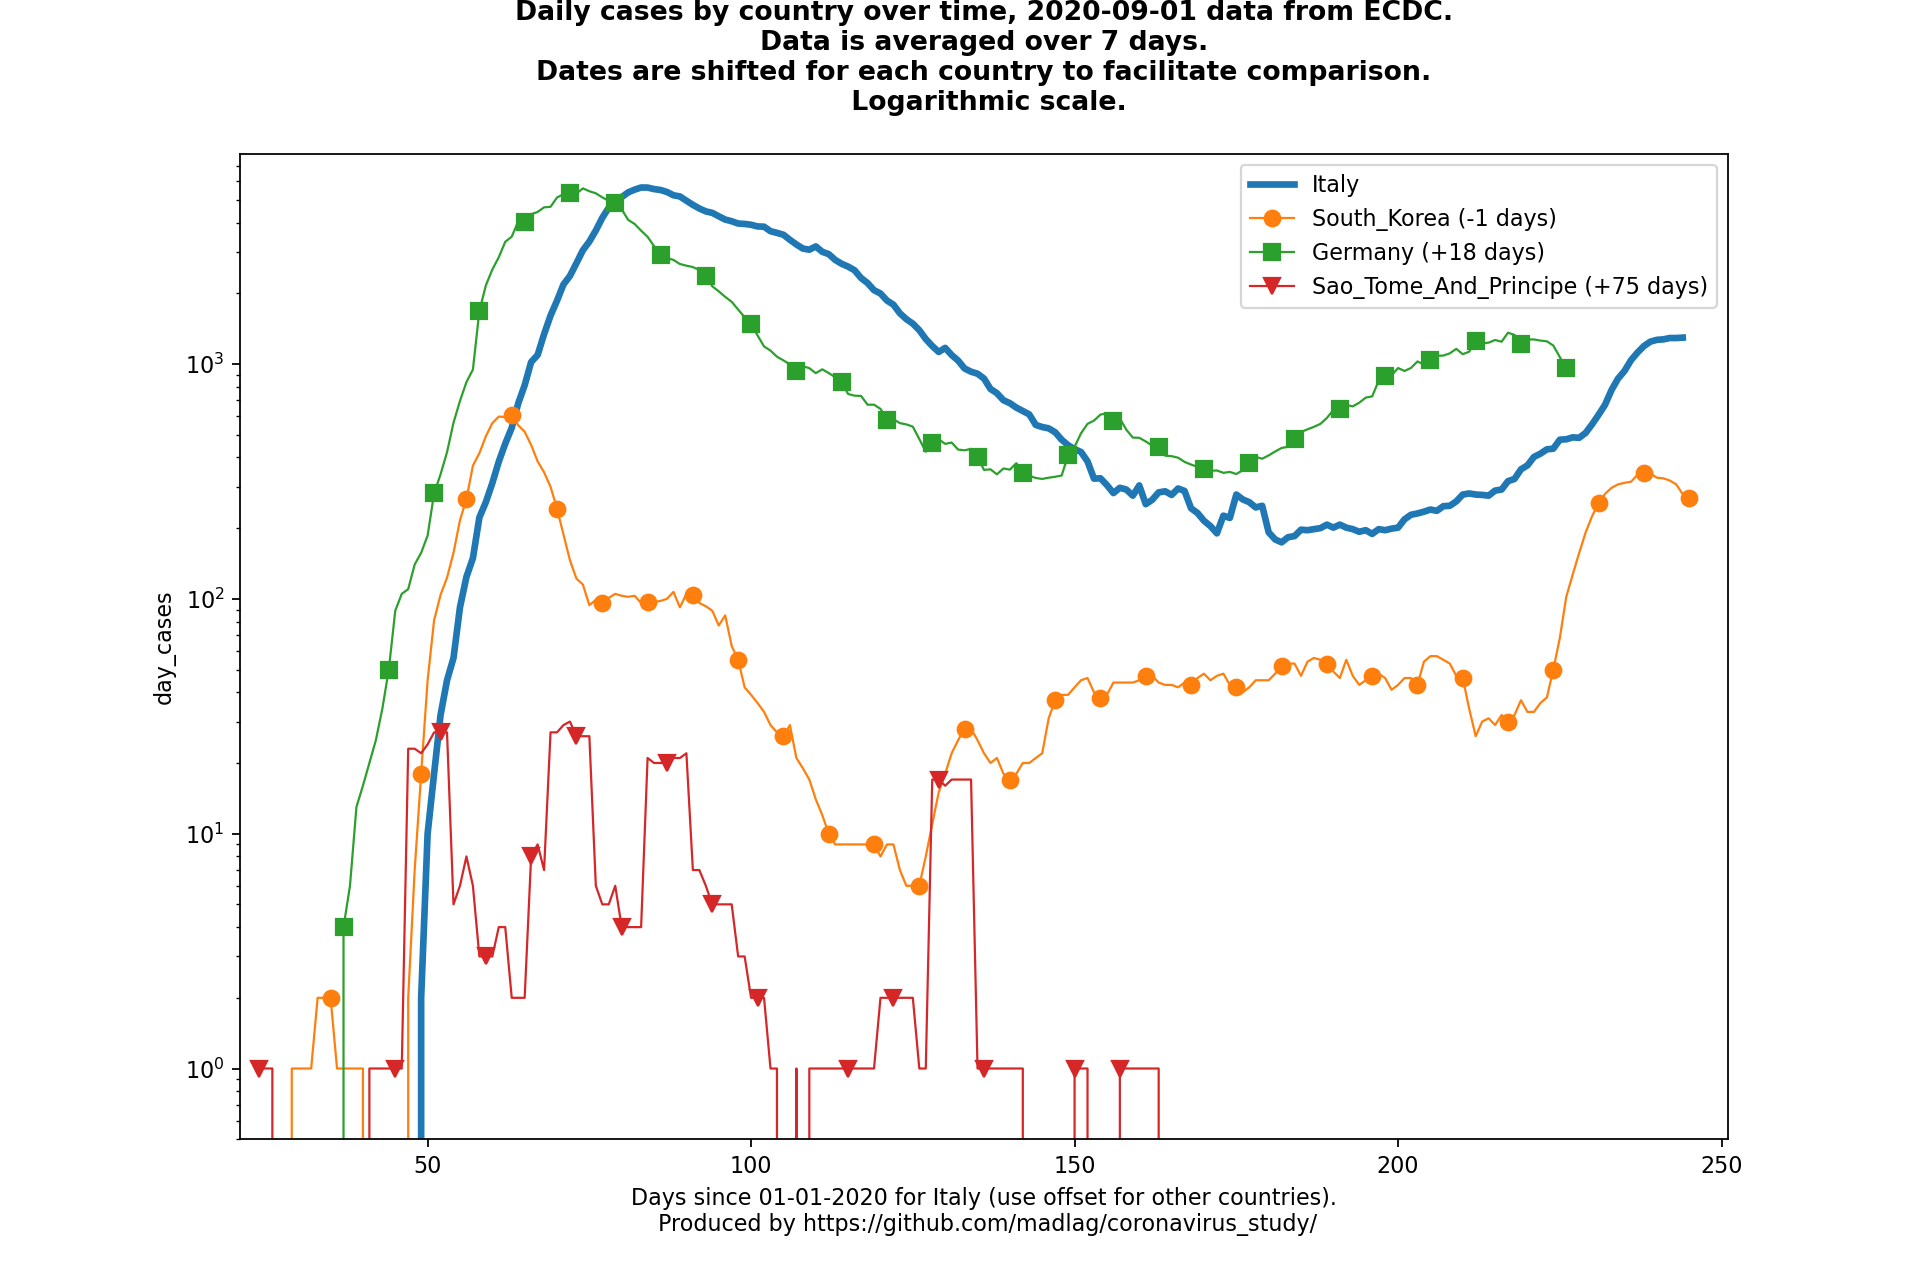 Daily cases by country over time, 2020-09-01 data from ECDC.
Data is averaged over 7 days.
Dates are shifted for each country to facilitate comparison.
Logarithmic scale.
Italy
South_Korea (-1 days)
Germany (+18 days)
Sao_Tome_And_Principe (+75 days)
day_cases
10³
10²
10¹
10⁰
50 100 150 200 250
Days since 01-01-2020 for Italy (use offset for other countries).
Produced by https://github.com/madlag/coronavirus_study/